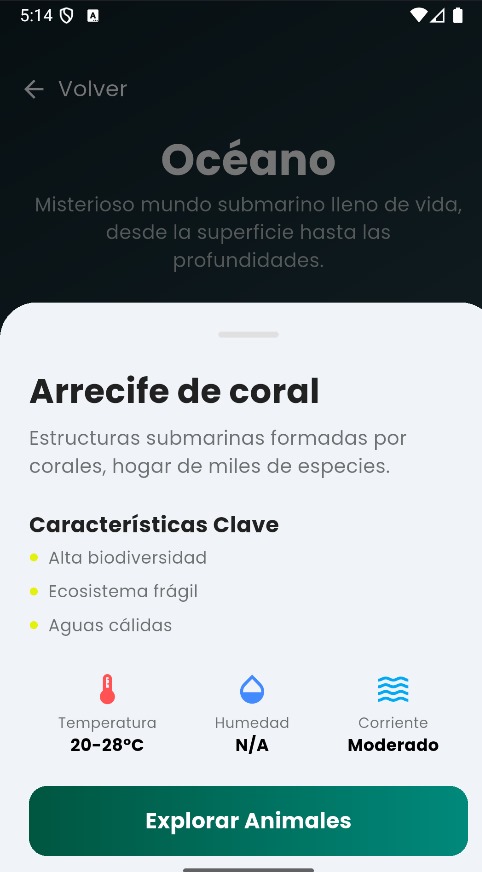 5:14
A
Volver
Océano
Misterioso mundo submarino lleno de vida,
desde la superficie hasta las
profundidades.
Arrecife de coral
Estructuras submarinas formadas por
corales, hogar de miles de especies.
Características Clave
Alta biodiversidad
Ecosistema frágil
Aguas cálidas
Temperatura Humedad Corriente
20-28°C N/A Moderado
Explorar Animales